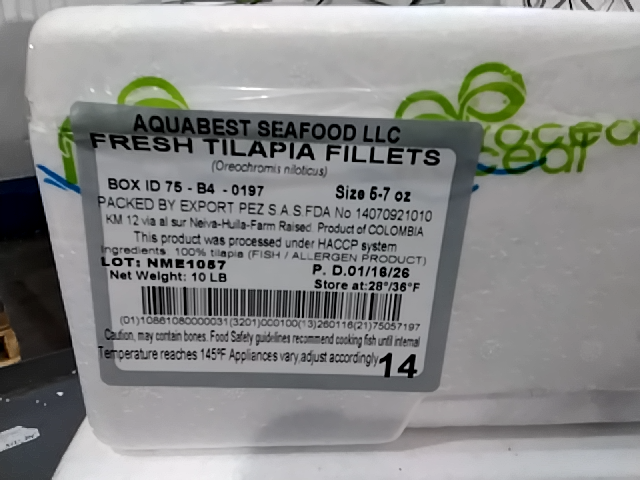 AQUABEST SEAFOOD LLC
FRESH TILAPIA FILLETS
(Oreochromis niloticus)
BOX ID 75 - B4 - 0197 Size 5-7 oz
PACKED BY EXPORT PEZ S.A.S.FDA No 14070921010
KM 12 via al sur Neiva-Huila-Farm Raised. Product of COLOMBIA
This product was processed under HACCP system
Ingredients: 100% tilapia (FISH / ALLERGEN PRODUCT)
LOT: NME1057 P. D.01/16/26
Net Weight: 10 LB Store at:28°/36°F
(01)10861080000031(3201)000100(13)260116(21)75057197
Caution, may contain bones. Food Safety guidelines recommend cooking fish until internal
Temperature reaches 145ºF Appliances vary,adjust accordingly 14
ocean